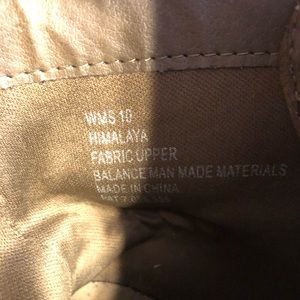 WMS 10
HIMALAYA
FABRIC UPPER
BALANCE MAN MADE MATERIALS
MADE IN CHINA